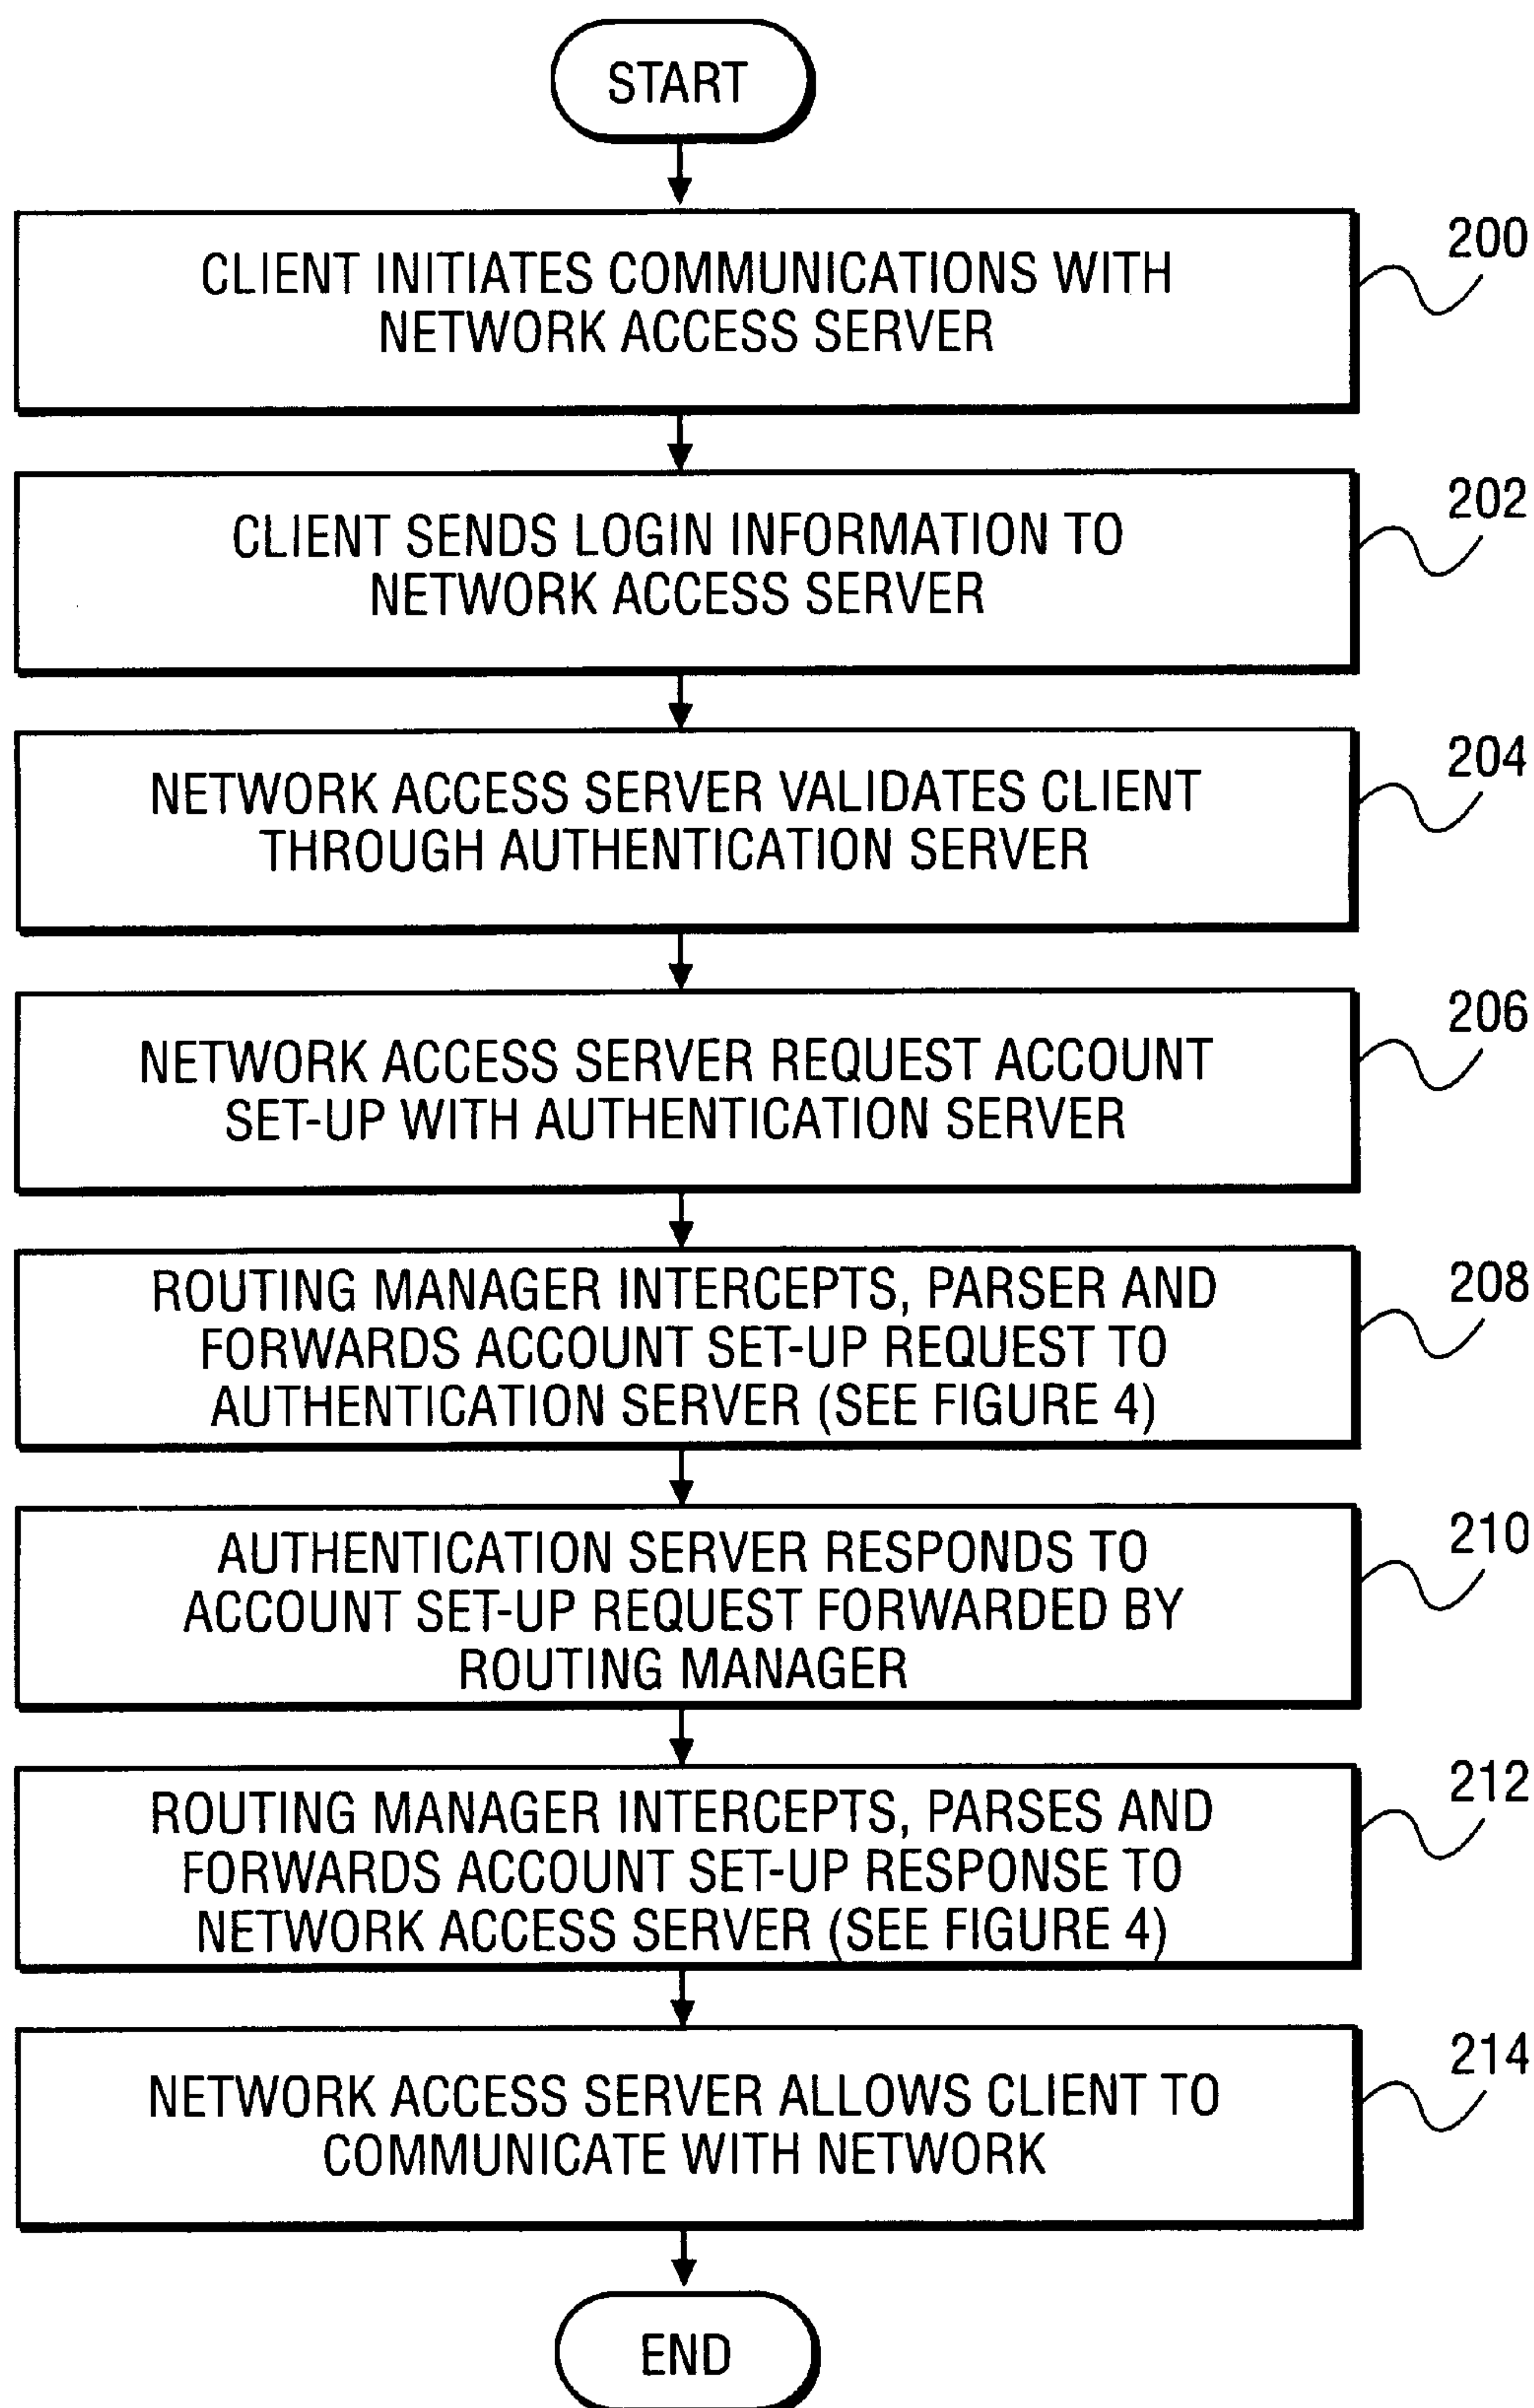 START
CLIENT INITIATES COMMUNICATIONS WITH
NETWORK ACCESS SERVER
200
CLIENT SENDS LOGIN INFORMATION TO
NETWORK ACCESS SERVER
202
NETWORK ACCESS SERVER VALIDATES CLIENT
THROUGH AUTHENTICATION SERVER
204
NETWORK ACCESS SERVER REQUEST ACCOUNT
SET-UP WITH AUTHENTICATION SERVER
206
ROUTING MANAGER INTERCEPTS, PARSER AND
FORWARDS ACCOUNT SET-UP REQUEST TO
AUTHENTICATION SERVER (SEE FIGURE 4)
208
AUTHENTICATION SERVER RESPONDS TO
ACCOUNT SET-UP REQUEST FORWARDED BY
ROUTING MANAGER
210
ROUTING MANAGER INTERCEPTS, PARSES AND
FORWARDS ACCOUNT SET-UP RESPONSE TO
NETWORK ACCESS SERVER (SEE FIGURE 4)
212
NETWORK ACCESS SERVER ALLOWS CLIENT TO
COMMUNICATE WITH NETWORK
214
END